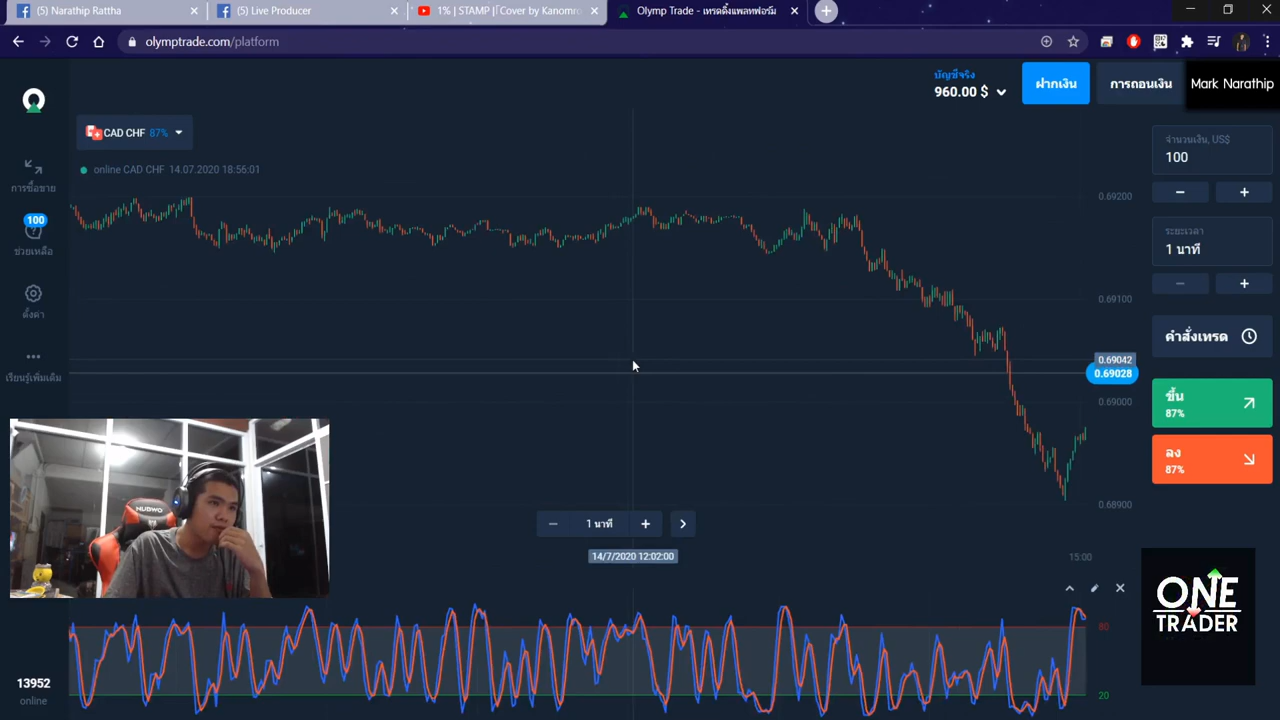 (5) Narathip Rattha
(5) Live Producer
1% | STAMP |「Cover by Kanomro
Olymp Trade - เทรดดิ้งแพลทฟอร์ม
olymptrade.com/platform
บัญชีจริง
960.00 $
ฝากเงิน
การถอนเงิน
Mark Narathip
CAD CHF 87%
online CAD CHF 14.07.2020 18:56:01
การซื้อขาย
100
ช่วยเหลือ
ตั้งค่า
เรียนรู้เพิ่มเติม
จำนวนเงิน, US$
100
ระยะเวลา
1 นาที
คำสั่งเทรด
ขึ้น
87%
ลง
87%
0.69200
0.69100
0.69042
0.69028
0.69000
0.68900
NUBWO
1 นาที
14/7/2020 12:02:00
15:00
ONE
TRADER
80
20
13952
online